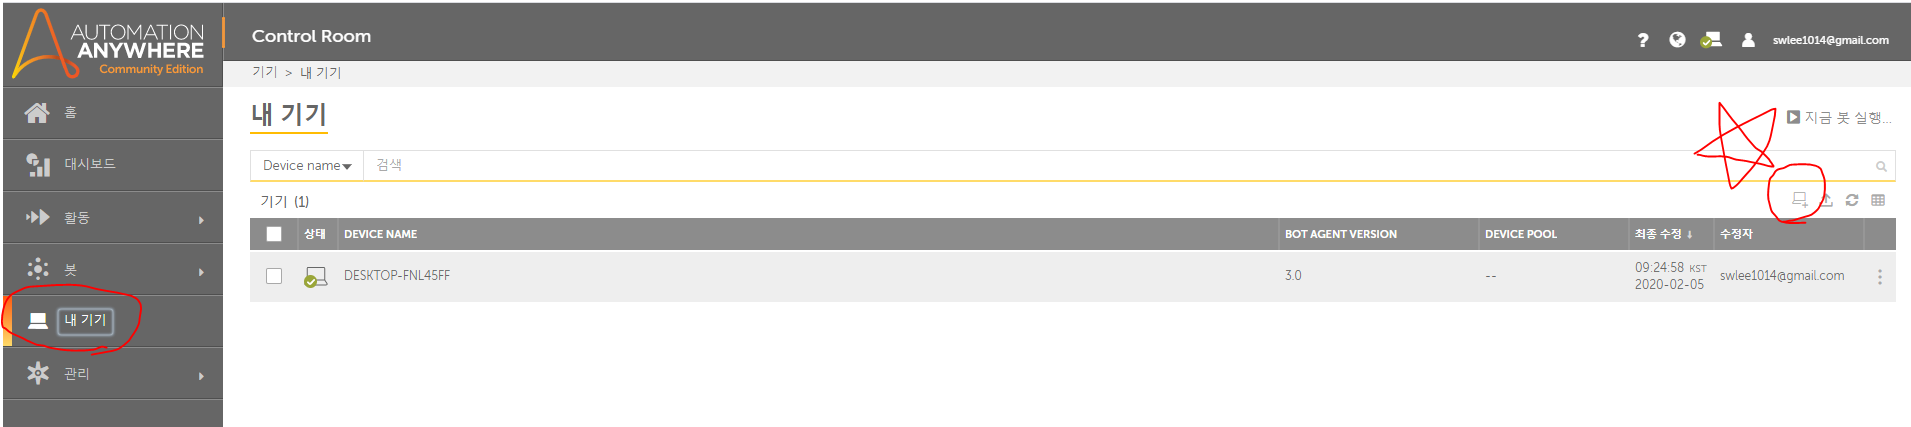 AUTOMATION
ANYWHERE
Community Edition
Control Room
? swlee1014@gmail.com
기기 > 내 기기
홈
대시보드
활동
봇
내 기기
관리
내 기기
지금 봇 실행...
Device name 검색
기기 (1)
상태 DEVICE NAME BOT AGENT VERSION DEVICE POOL 최종 수정 ↓ 수정자
DESKTOP-FNL45FF 3.0 -- 09:24:58 KST swlee1014@gmail.com
2020-02-05